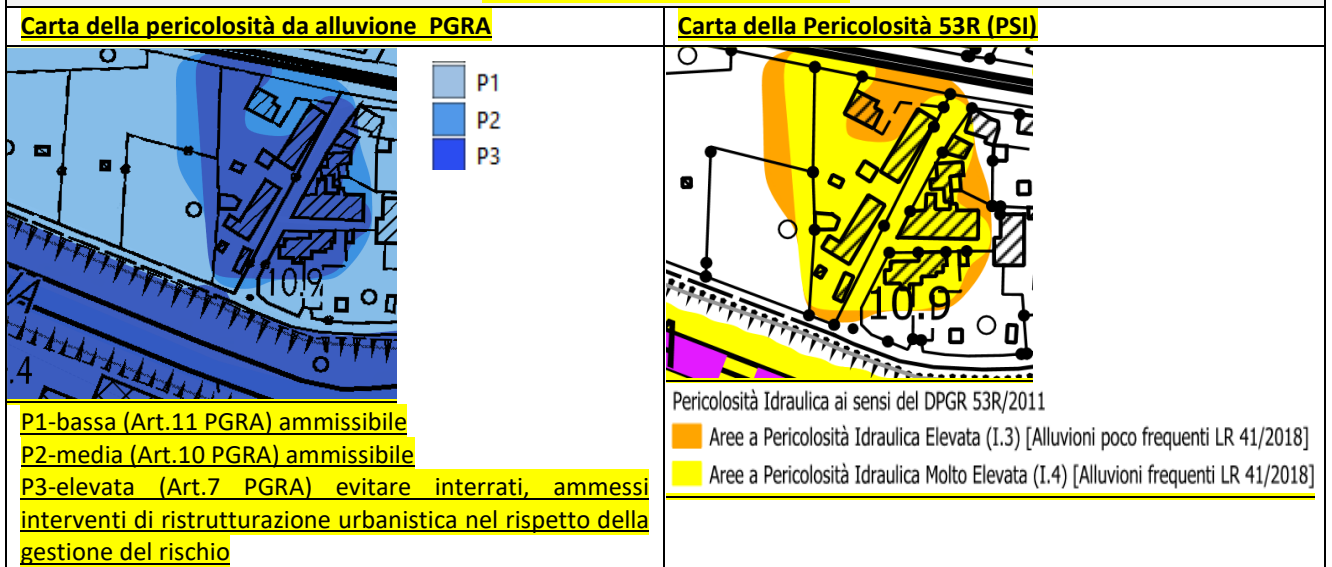 Carta della pericolosità da alluvione PGRA
Carta della Pericolosità 53R (PSI)
P1
P2
P3
10.9
.4
10.9
P1-bassa (Art.11 PGRA) ammissibile
P2-media (Art.10 PGRA) ammissibile
P3-elevata (Art.7 PGRA) evitare interrati, ammessi
interventi di ristrutturazione urbanistica nel rispetto della
gestione del rischio
Pericolosità Idraulica ai sensi del DPGR 53R/2011
Aree a Pericolosità Idraulica Elevata (I.3) [Alluvioni poco frequenti LR 41/2018]
Aree a Pericolosità Idraulica Molto Elevata (I.4) [Alluvioni frequenti LR 41/2018]